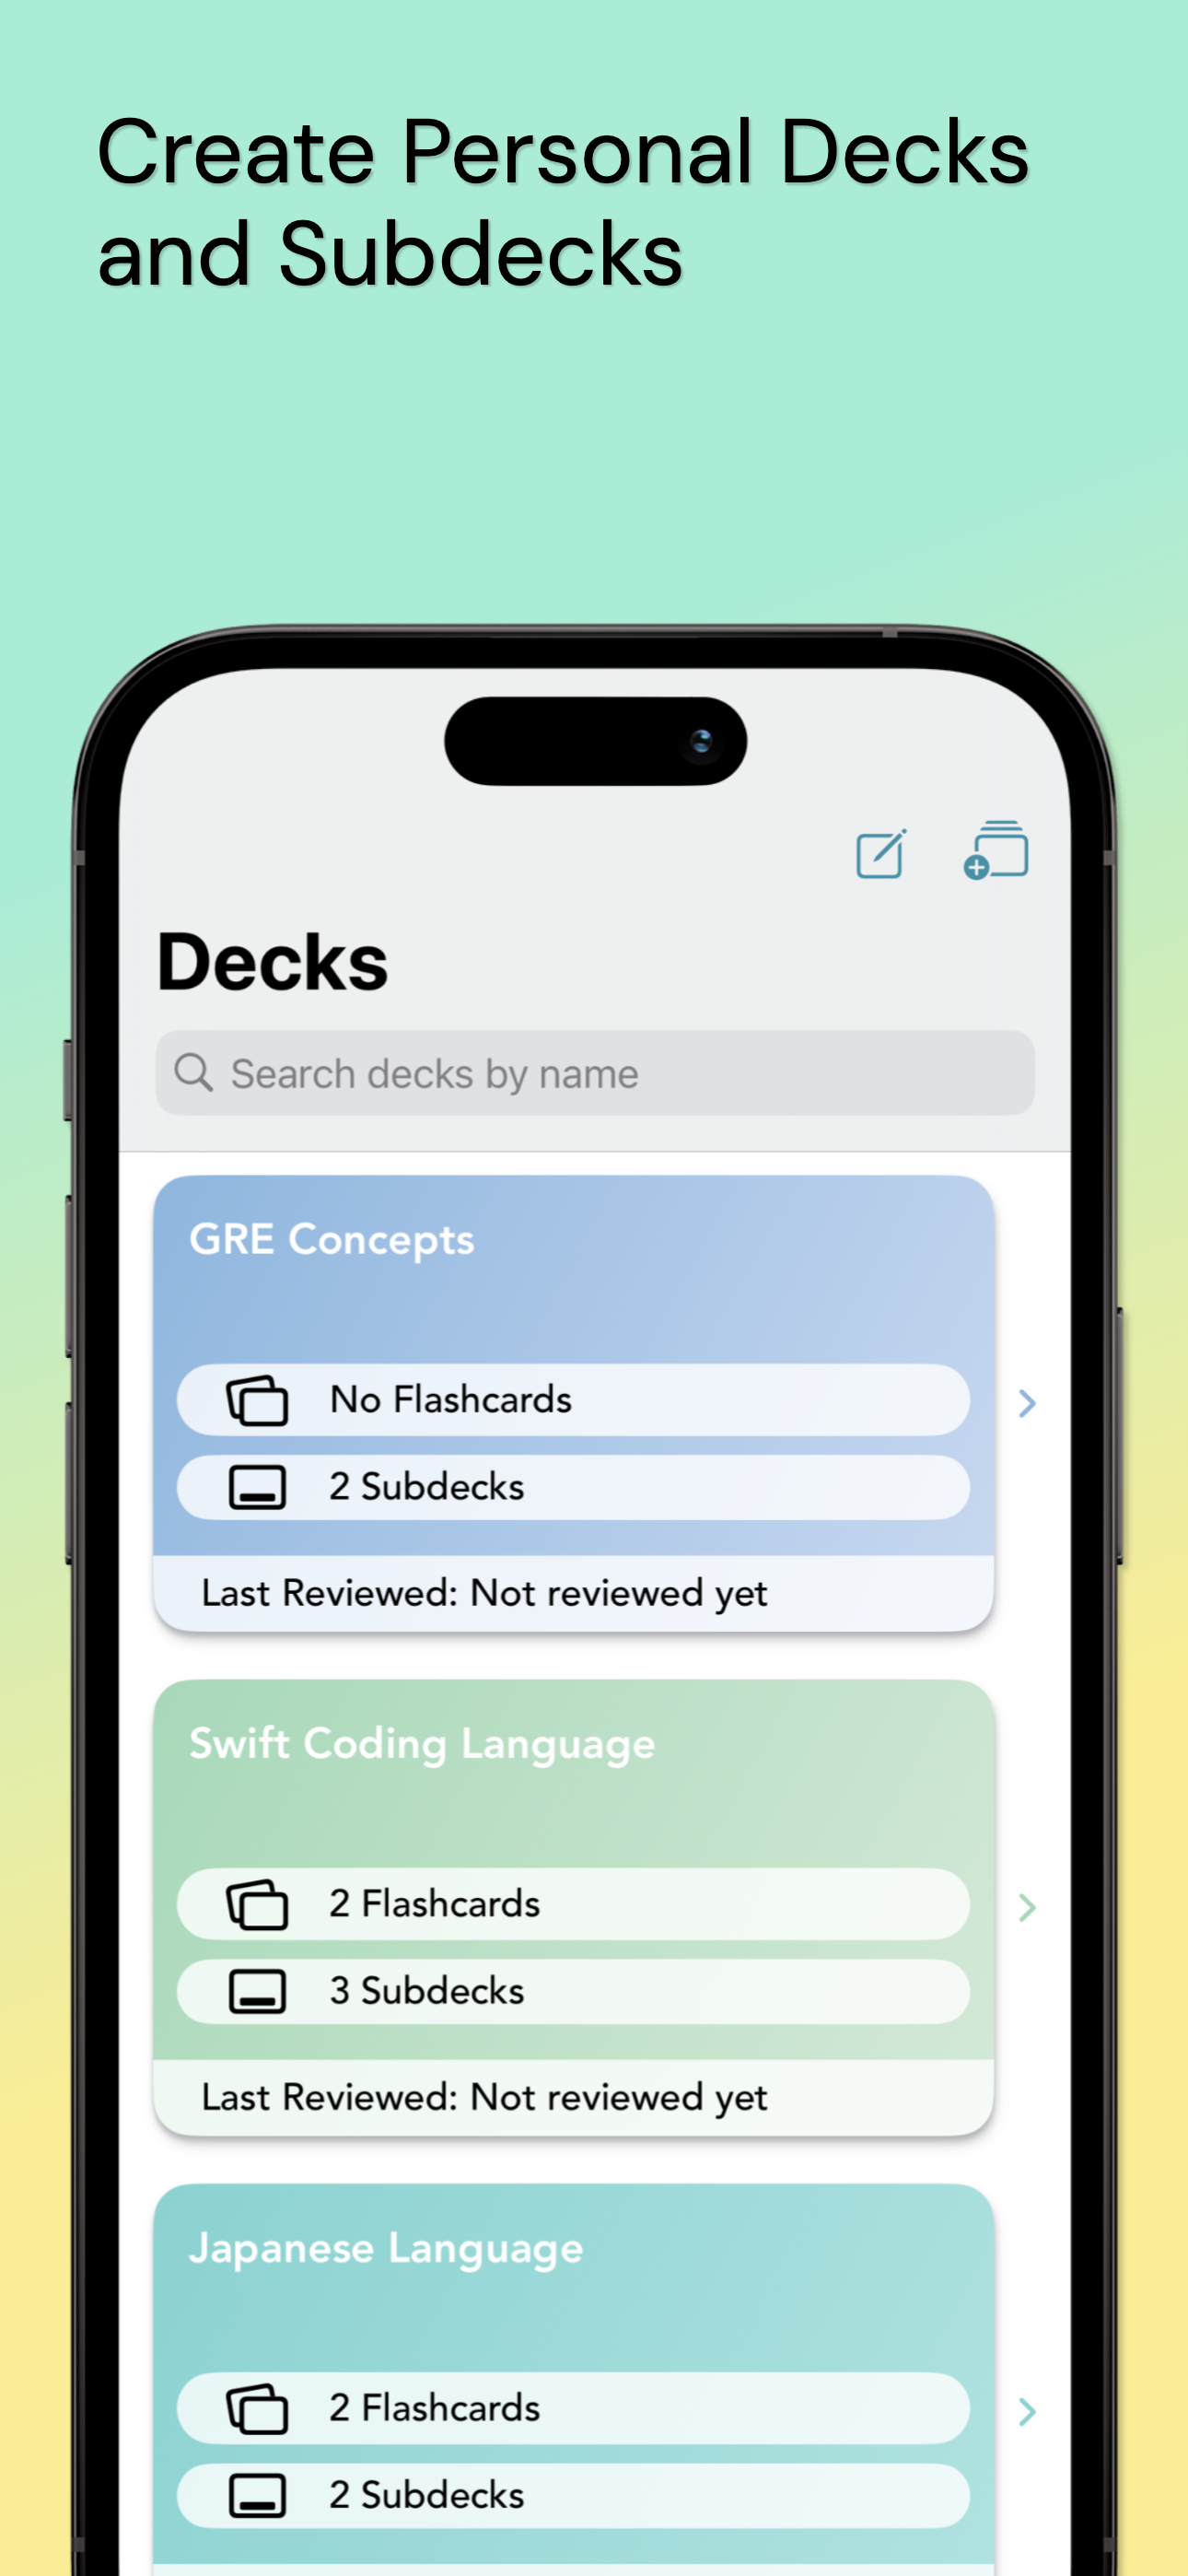 Create Personal Decks
and Subdecks
Decks
Search decks by name
GRE Concepts
No Flashcards
2 Subdecks
Last Reviewed: Not reviewed yet
Swift Coding Language
2 Flashcards
3 Subdecks
Last Reviewed: Not reviewed yet
Japanese Language
2 Flashcards
2 Subdecks